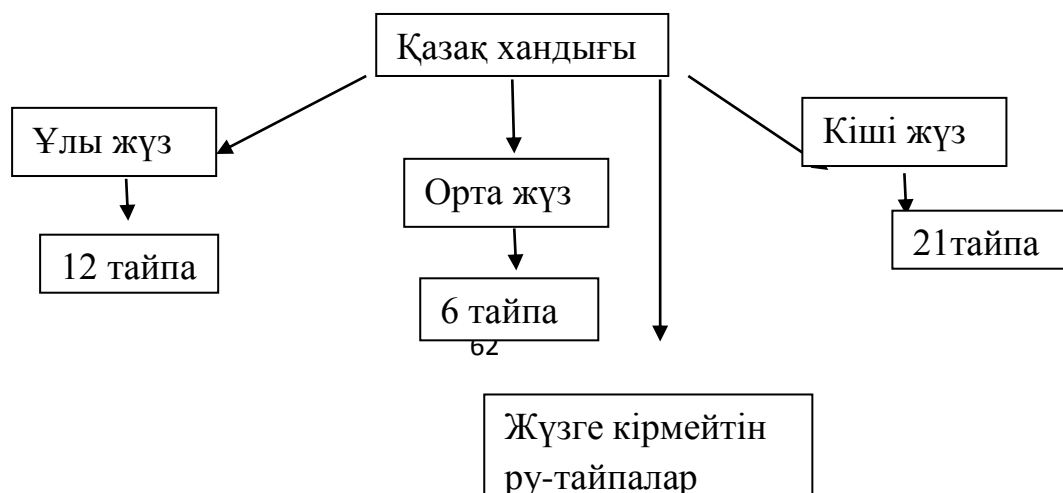 Қазақ хандығы
Ұлы жүз
Орта жүз
Кіші жүз
12 тайпа
6 тайпа
21тайпа
62
Жүзге кірмейтін
ру-тайпалар